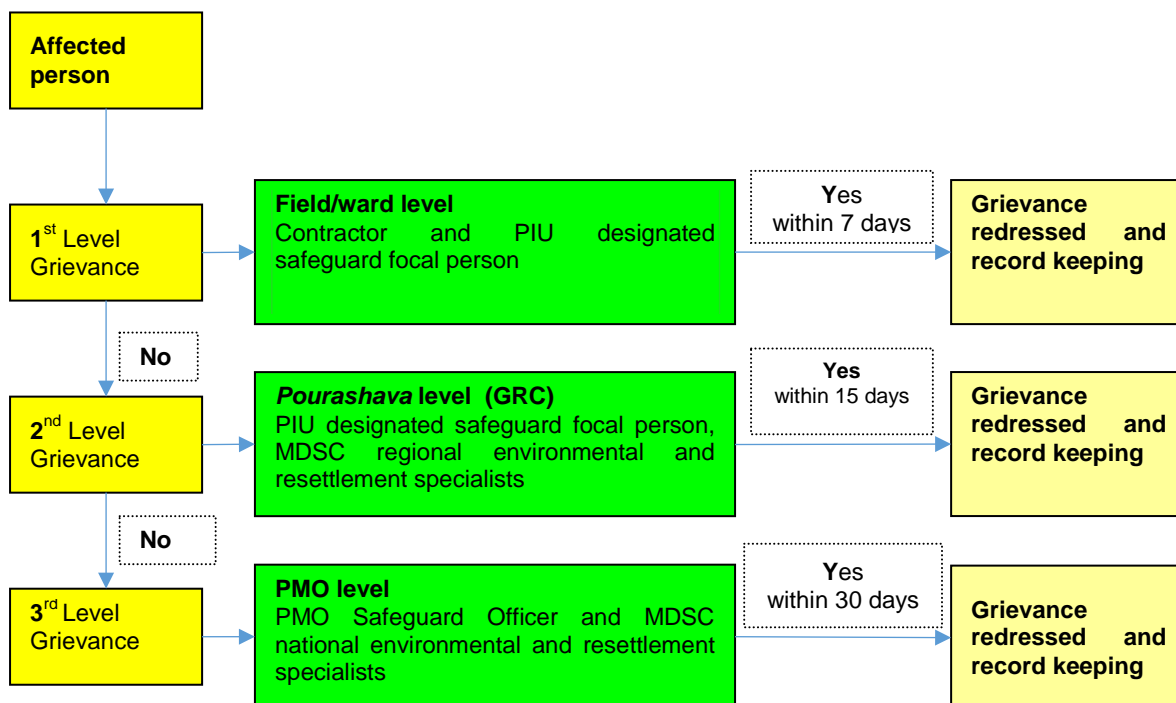 Affected
person
1st Level
Grievance
Field/ward level
Contractor and PIU designated
safeguard focal person
Yes
within 7 days
Grievance
redressed and
record keeping
No
2nd Level
Grievance
Pourashava level (GRC)
PIU designated safeguard focal person,
MDSC regional environmental and
resettlement specialists
Yes
within 15 days
Grievance
redressed and
record keeping
No
3rd Level
Grievance
PMO level
PMO Safeguard Officer and MDSC
national environmental and resettlement
specialists
Yes
within 30 days
Grievance
redressed and
record keeping